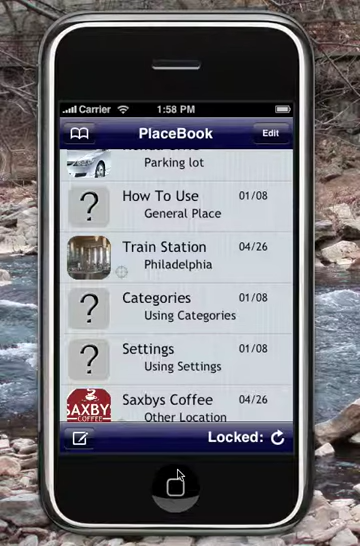 Carrier
1:58 PM
PlaceBook
Edit
Parking lot
How To Use
01/08
General Place
Train Station
04/26
Philadelphia
Categories
01/08
Using Categories
Settings
01/08
Using Settings
Saxbys Coffee
04/26
SAXBYS
COFFEE
Other Location
Locked: